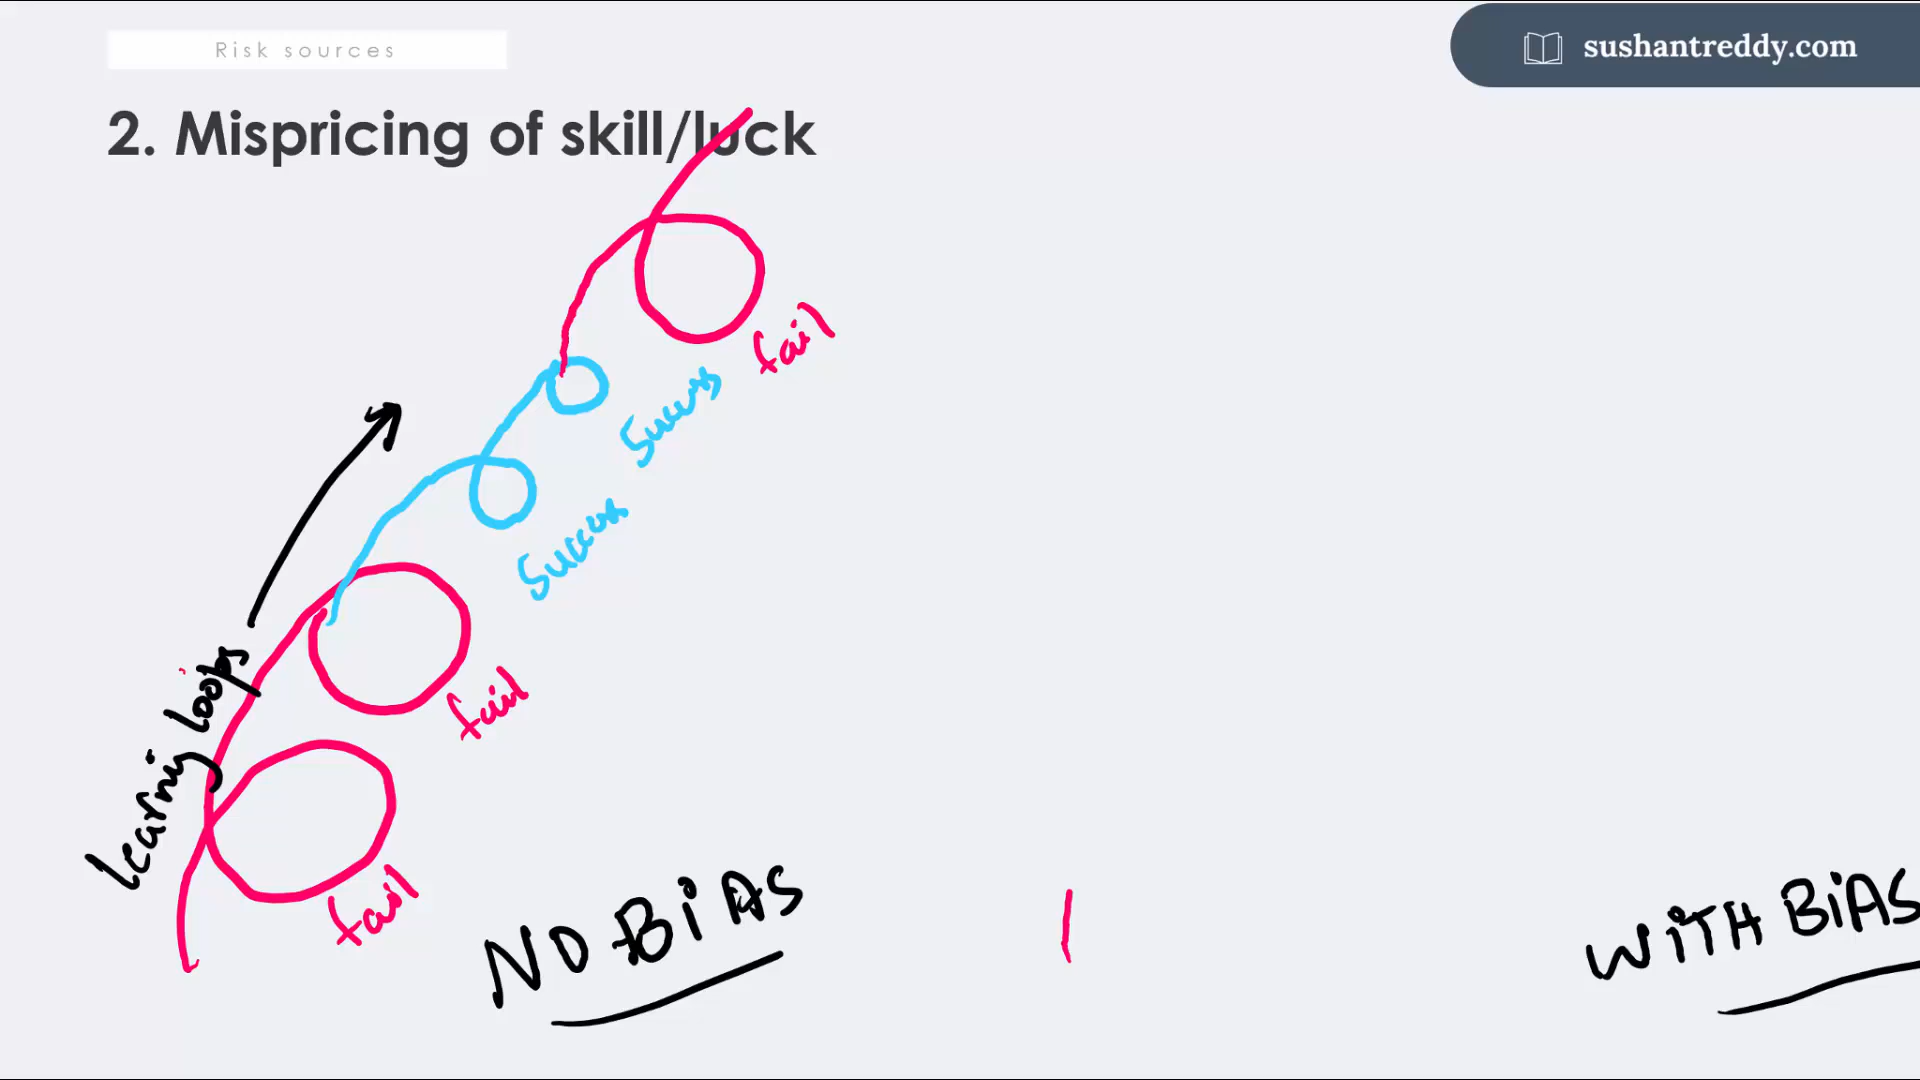 Risk sources
sushantreddy.com
2. Mispricing of skill/luck
fail
Success
Success
fail
Learning Loops
fail
NO BiAS
WiTH BiAS